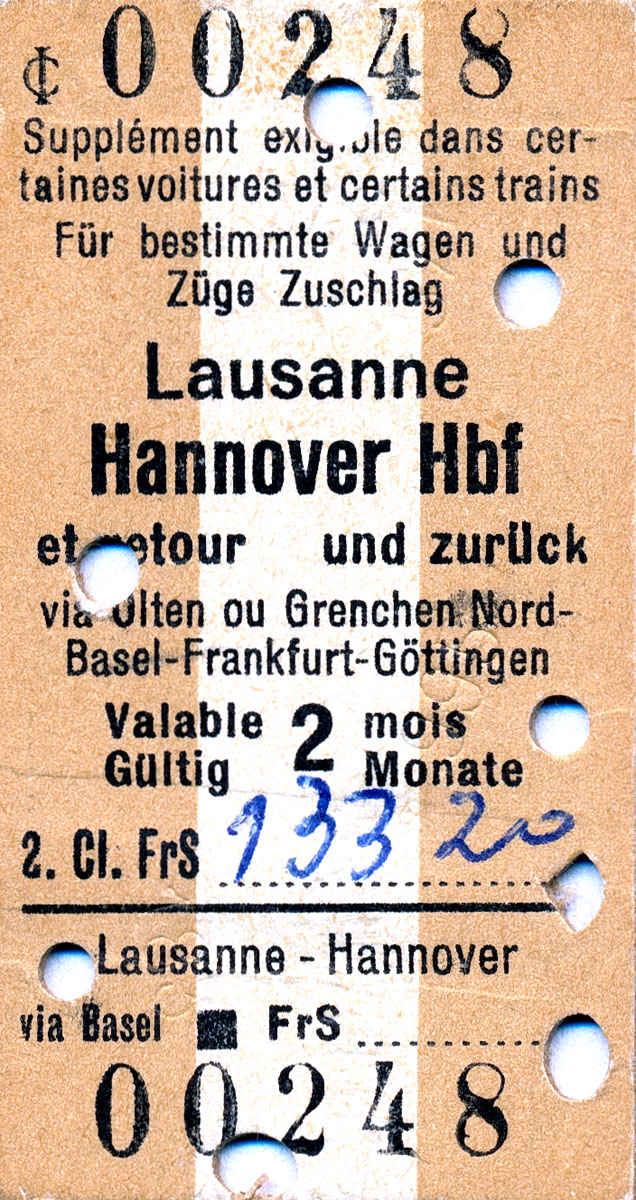 ₵ 00248
Supplément exigible dans cer-
taines voitures et certains trains
Für bestimmte Wagen und
Züge Zuschlag
Lausanne
Hannover Hbf
et retour und zurück
via Olten ou Grenchen Nord-
Basel-Frankfurt-Göttingen
Valable 2 mois
Gültig Monate
2. Cl. FrS 133 20
Lausanne - Hannover
via Basel ■ FrS
00248